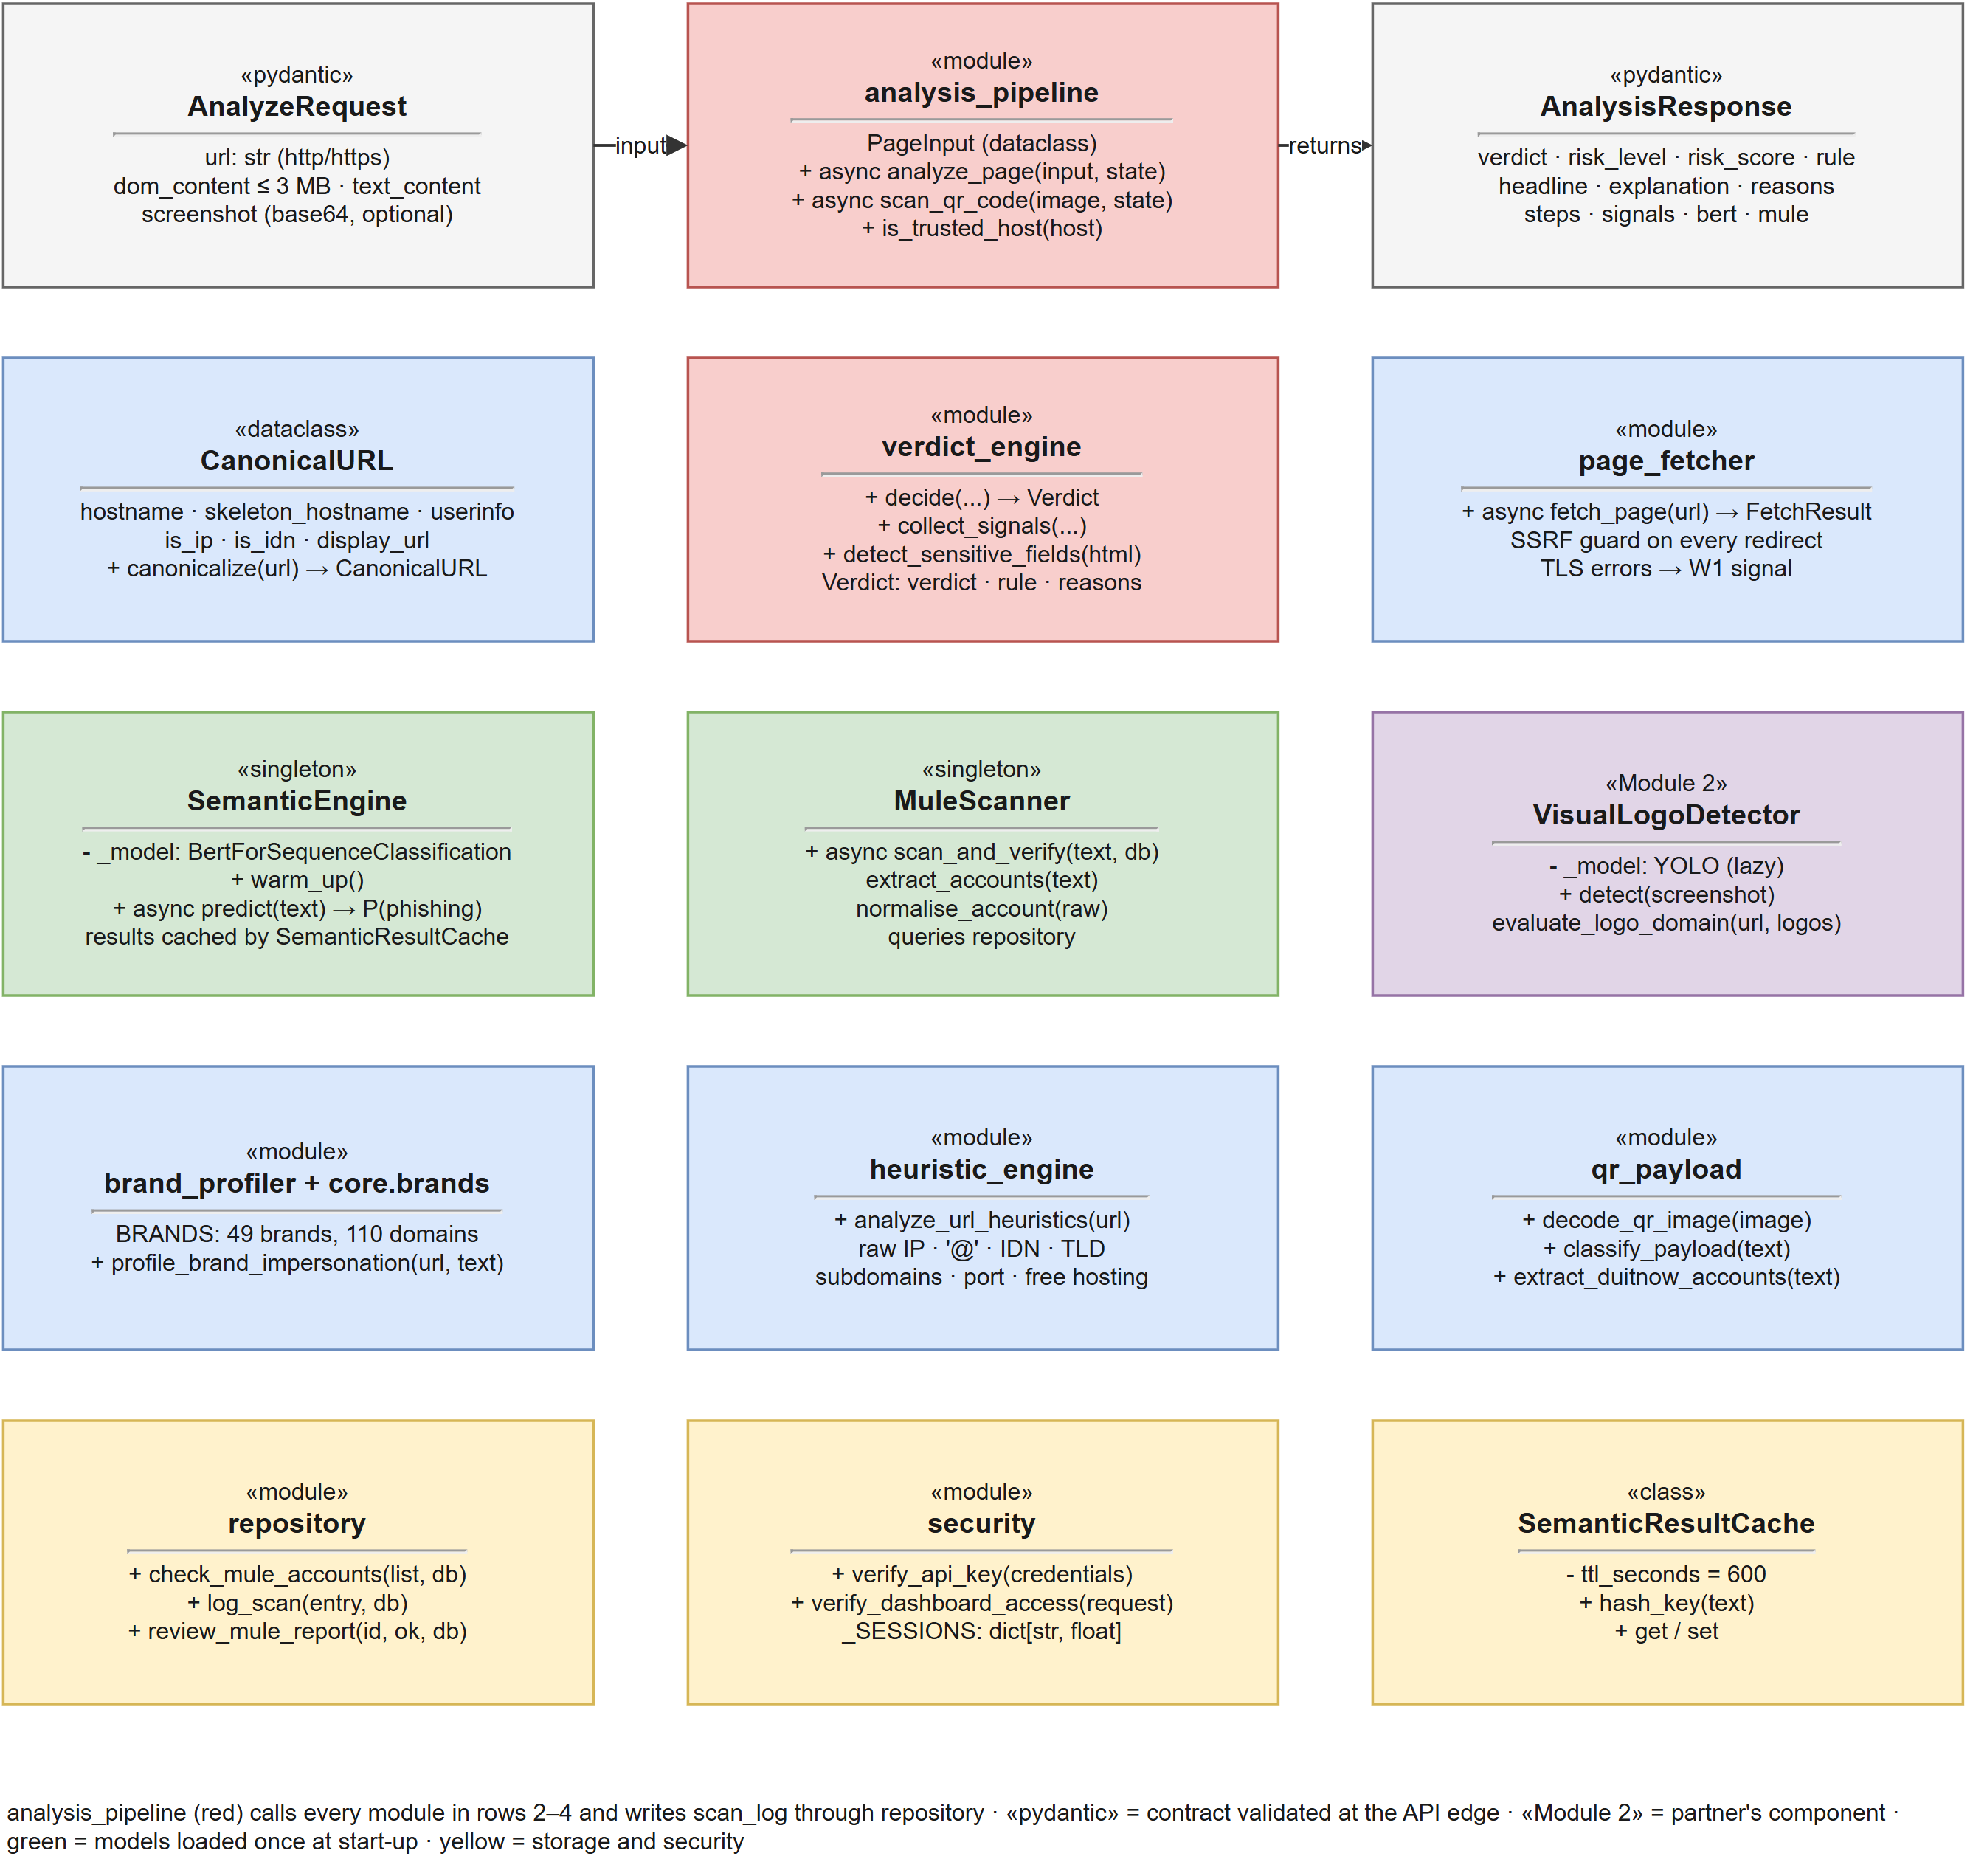 «pydantic»
AnalyzeRequest
url: str (http/https)
dom_content ≤ 3 MB · text_content
screenshot (base64, optional)
input
«module»
analysis_pipeline
PageInput (dataclass)
+ async analyze_page(input, state)
+ async scan_qr_code(image, state)
+ is_trusted_host(host)
returns
«pydantic»
AnalysisResponse
verdict · risk_level · risk_score · rule
headline · explanation · reasons
steps · signals · bert · mule
«dataclass»
CanonicalURL
hostname · skeleton_hostname · userinfo
is_ip · is_idn · display_url
+ canonicalize(url) → CanonicalURL
«module»
verdict_engine
+ decide(...) → Verdict
+ collect_signals(...)
+ detect_sensitive_fields(html)
Verdict: verdict · rule · reasons
«module»
page_fetcher
+ async fetch_page(url) → FetchResult
SSRF guard on every redirect
TLS errors → W1 signal
«singleton»
SemanticEngine
- _model: BertForSequenceClassification
+ warm_up()
+ async predict(text) → P(phishing)
results cached by SemanticResultCache
«singleton»
MuleScanner
+ async scan_and_verify(text, db)
extract_accounts(text)
normalise_account(raw)
queries repository
«Module 2»
VisualLogoDetector
- _model: YOLO (lazy)
+ detect(screenshot)
evaluate_logo_domain(url, logos)
«module»
brand_profiler + core.brands
BRANDS: 49 brands, 110 domains
+ profile_brand_impersonation(url, text)
«module»
heuristic_engine
+ analyze_url_heuristics(url)
raw IP · '@' · IDN · TLD
subdomains · port · free hosting
«module»
qr_payload
+ decode_qr_image(image)
+ classify_payload(text)
+ extract_duitnow_accounts(text)
«module»
repository
+ check_mule_accounts(list, db)
+ log_scan(entry, db)
+ review_mule_report(id, ok, db)
«module»
security
+ verify_api_key(credentials)
+ verify_dashboard_access(request)
_SESSIONS: dict[str, float]
«class»
SemanticResultCache
- ttl_seconds = 600
+ hash_key(text)
+ get / set
analysis_pipeline (red) calls every module in rows 2–4 and writes scan_log through repository · «pydantic» = contract validated at the API edge · «Module 2» = partner's component ·
green = models loaded once at start-up · yellow = storage and security